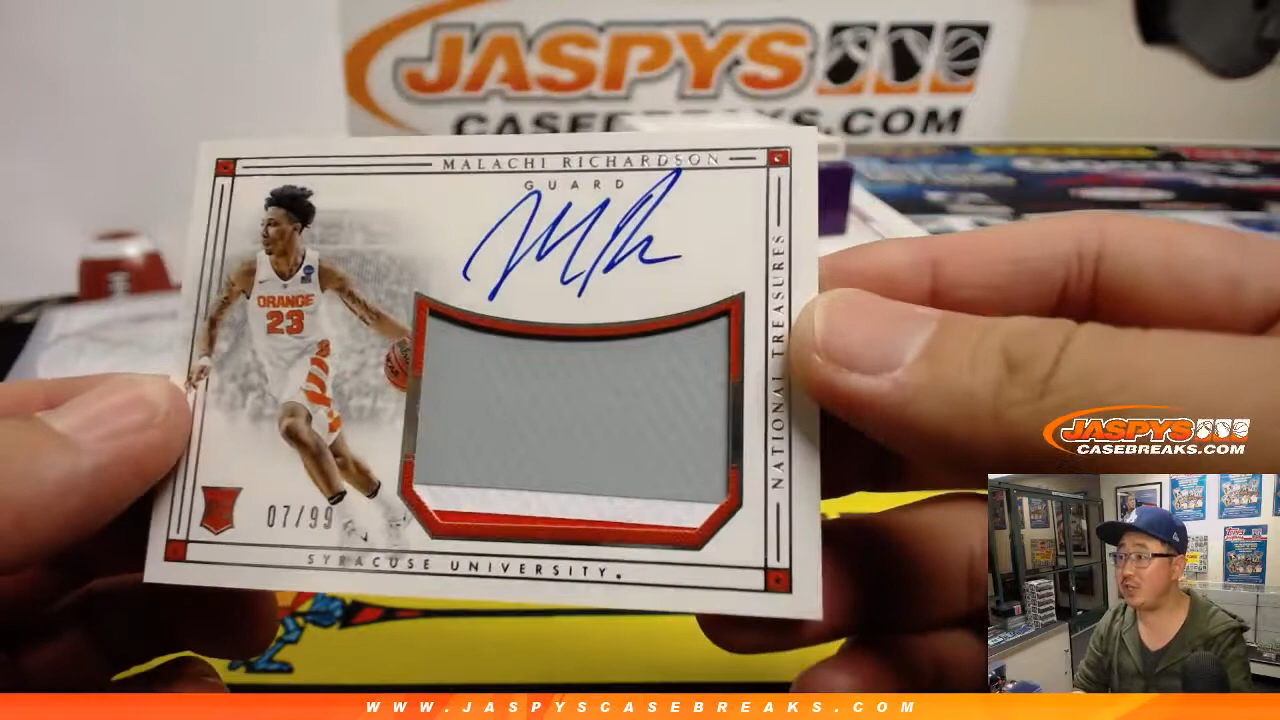 JASPYS
CASEBREAKS.COM
MALACHI RICHARDSON
GUARD
NATIONAL TREASURES
ORANGE
23
07/99
SYRACUSE UNIVERSITY.
JASPYS
CASEBREAKS.COM
Topps
WWW.JASPYSCASEBREAKS.COM